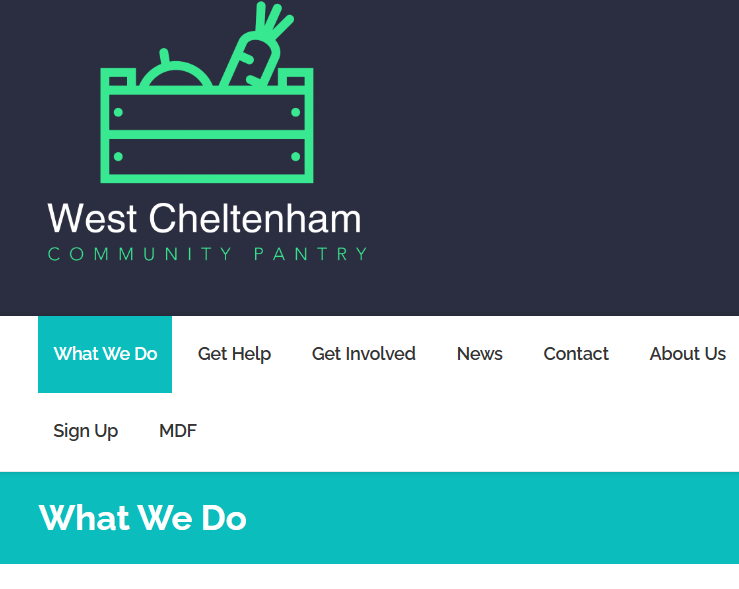 West Cheltenham
COMMUNITY PANTRY
What We Do Get Help Get Involved News Contact About Us
Sign Up MDF
What We Do